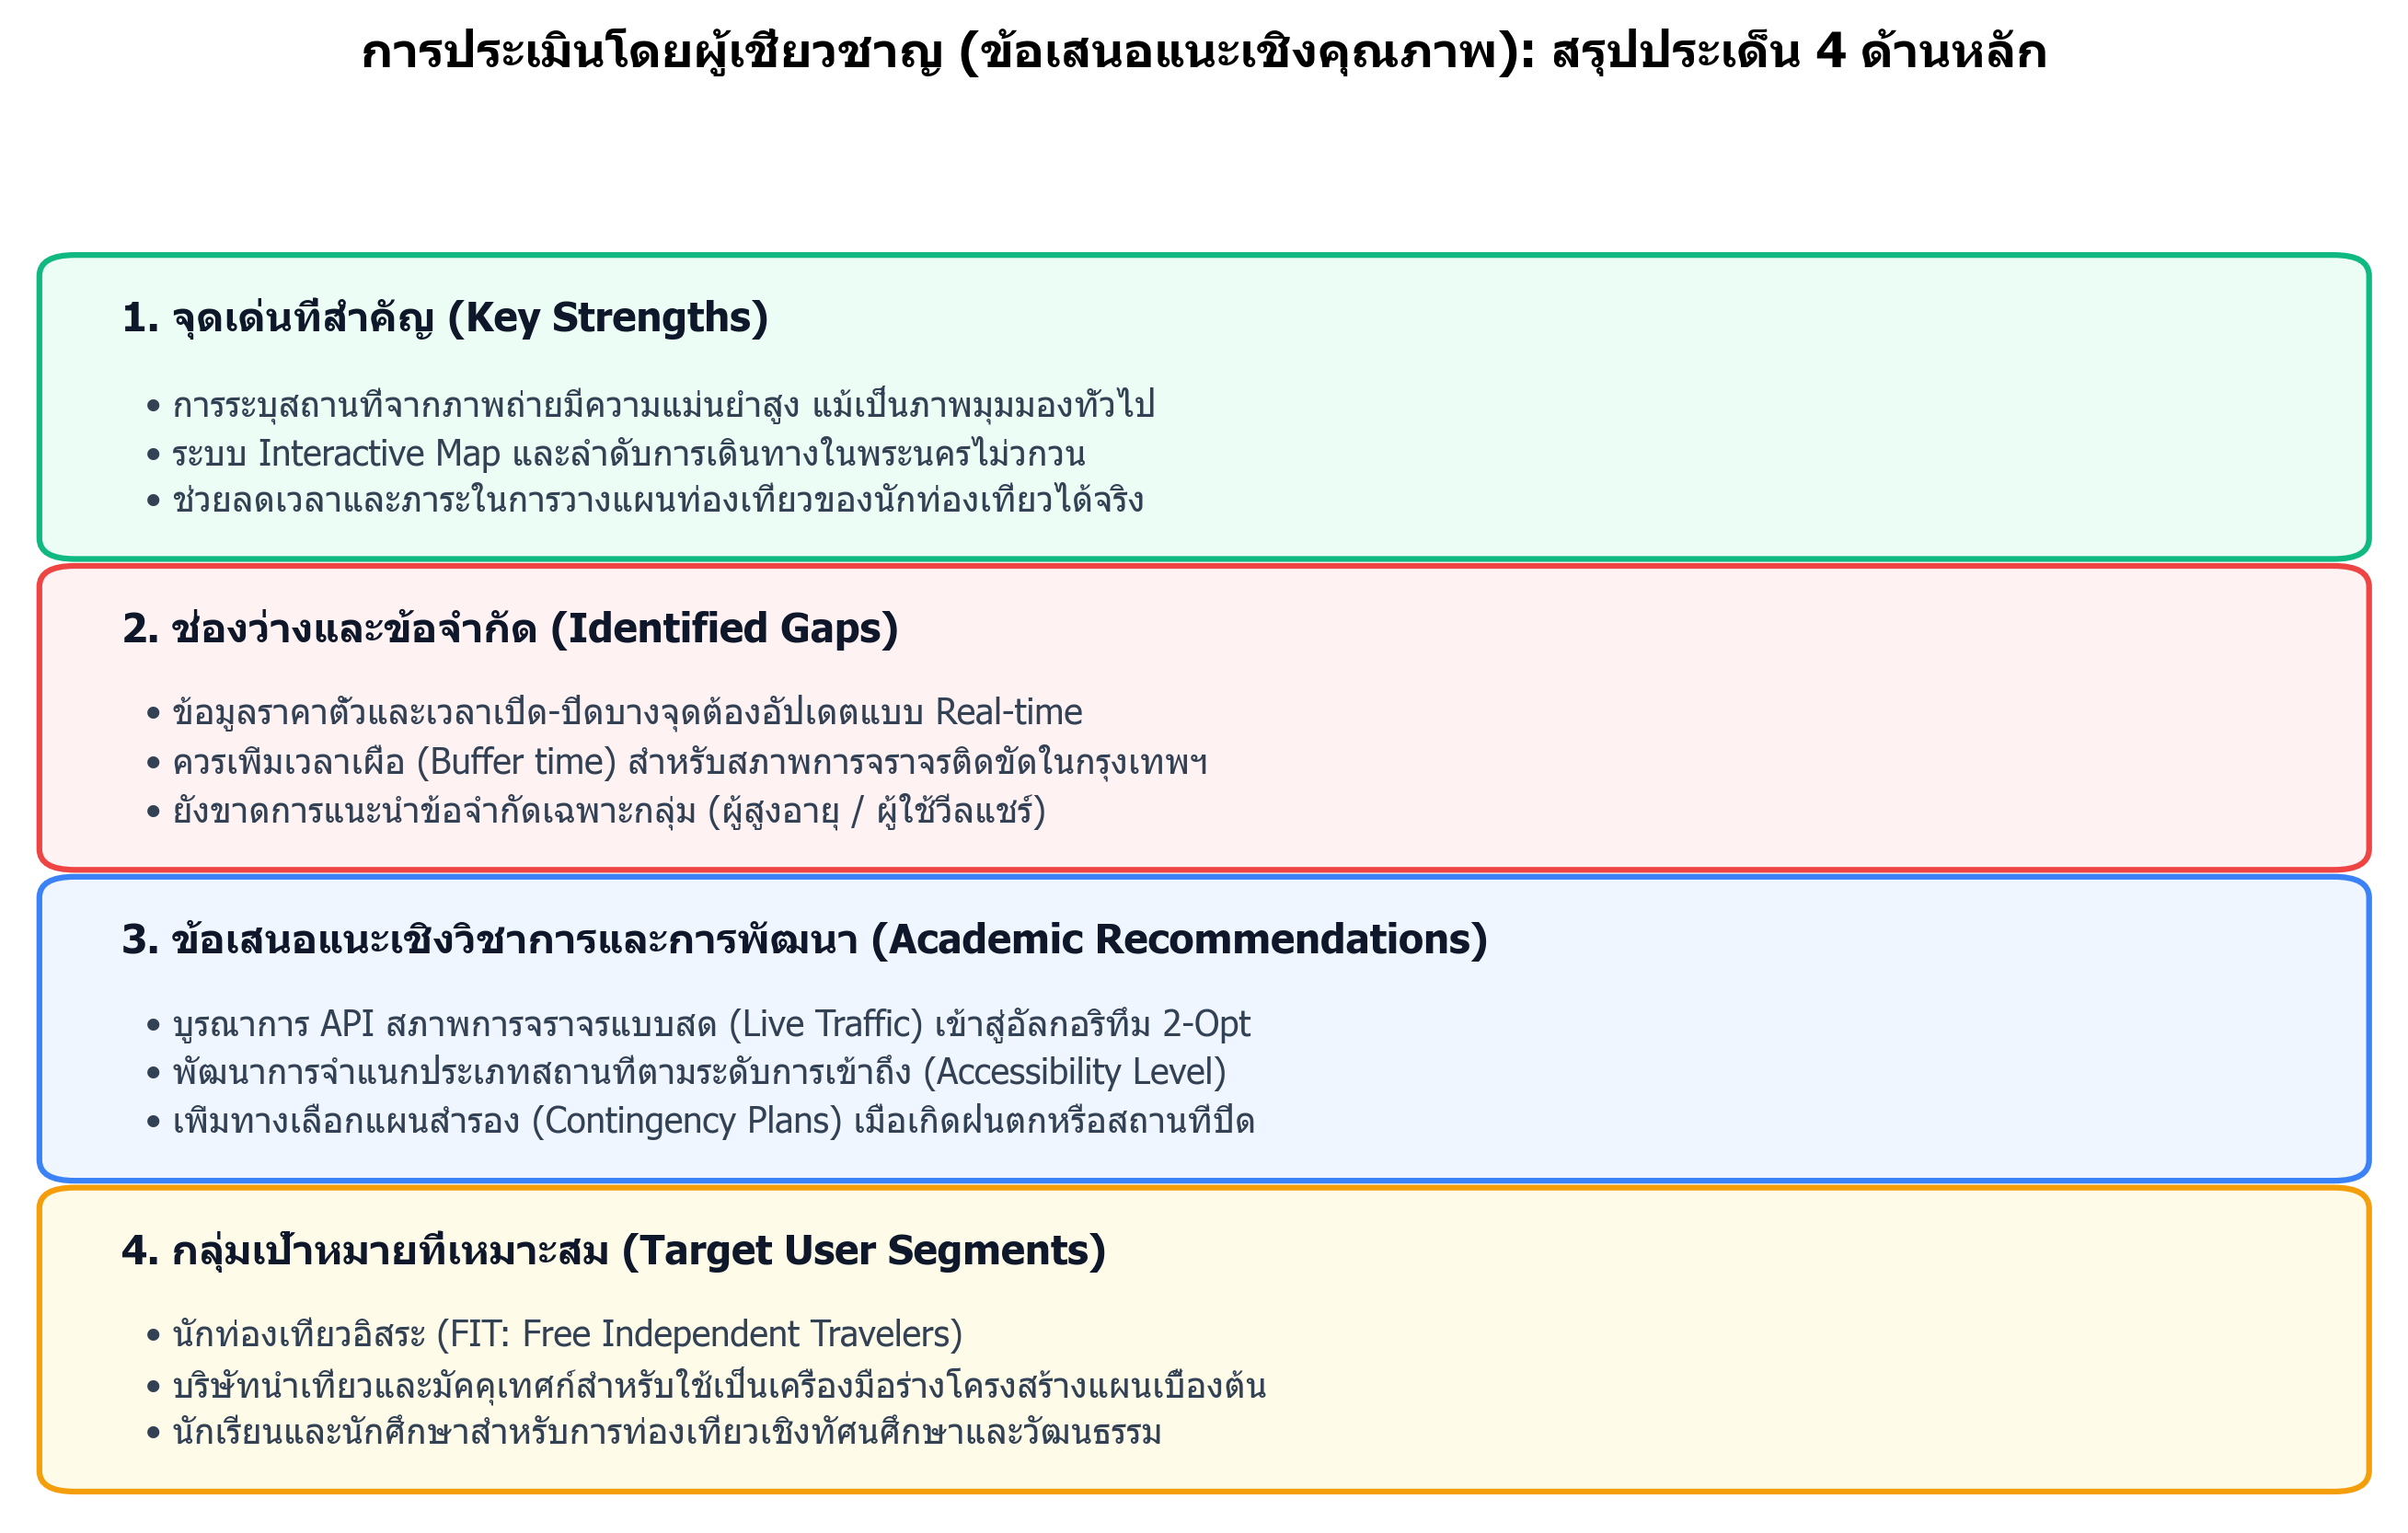 การประเมินโดยผู้เชี่ยวชาญ (ข้อเสนอแนะเชิงคุณภาพ): สรุปประเด็น 4 ด้านหลัก
1. จุดเด่นที่สำคัญ (Key Strengths)
• การระบุสถานที่จากภาพถ่ายมีความแม่นยำสูง แม้เป็นภาพมุมมองทั่วไป
• ระบบ Interactive Map และลำดับการเดินทางในพระนครไม่วกวน
• ช่วยลดเวลาและภาระในการวางแผนท่องเที่ยวของนักท่องเที่ยวได้จริง
2. ช่องว่างและข้อจำกัด (Identified Gaps)
• ข้อมูลราคาตั๋วและเวลาเปิด-ปิดบางจุดต้องอัปเดตแบบ Real-time
• ควรเพิ่มเวลาเผื่อ (Buffer time) สำหรับสภาพการจราจรติดขัดในกรุงเทพฯ
• ยังขาดการแนะนำข้อจำกัดเฉพาะกลุ่ม (ผู้สูงอายุ / ผู้ใช้วีลแชร์)
3. ข้อเสนอแนะเชิงวิชาการและการพัฒนา (Academic Recommendations)
• บูรณาการ API สภาพการจราจรแบบสด (Live Traffic) เข้าสู่อัลกอริทึม 2-Opt
• พัฒนาการจำแนกประเภทสถานที่ตามระดับการเข้าถึง (Accessibility Level)
• เพิ่มทางเลือกแผนสำรอง (Contingency Plans) เมื่อเกิดฝนตกหรือสถานที่ปิด
4. กลุ่มเป้าหมายที่เหมาะสม (Target User Segments)
• นักท่องเที่ยวอิสระ (FIT: Free Independent Travelers)
• บริษัทนำเที่ยวและมัคคุเทศก์สำหรับใช้เป็นเครื่องมือร่างโครงสร้างแผนเบื้องต้น
• นักเรียนและนักศึกษาสำหรับการท่องเที่ยวเชิงทัศนศึกษาและวัฒนธรรม